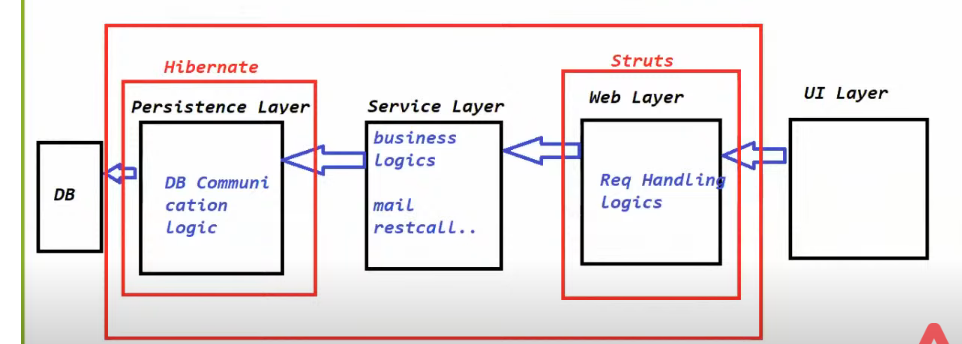 Hibernate
Struts
Persistence Layer
Service Layer
Web Layer
UI Layer
DB
DB Communi
cation
logic
business
logics
mail
restcall..
Req Handling
logics